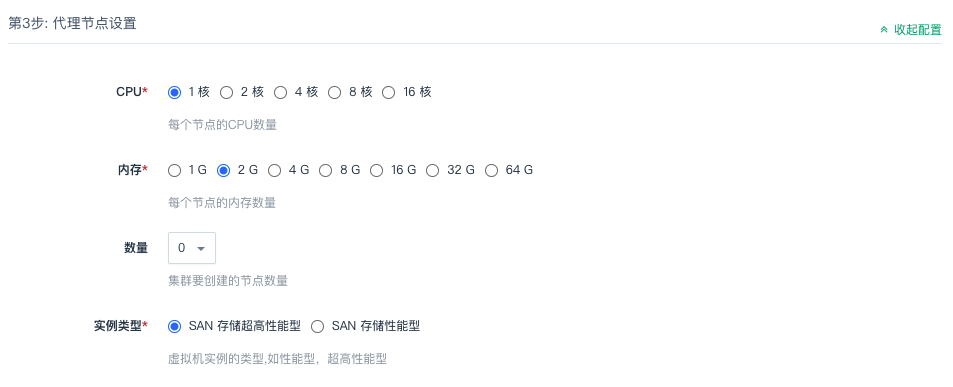 第3步: 代理节点设置
收起配置
CPU* 1 核 2 核 4 核 8 核 16 核
每个节点的CPU数量
内存* 1 G 2 G 4 G 8 G 16 G 32 G 64 G
每个节点的内存数量
数量 0
集群要创建的节点数量
实例类型* SAN 存储超高性能型 SAN 存储性能型
虚拟机实例的类型,如性能型，超高性能型